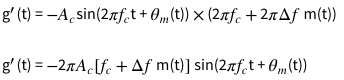 g′ (t) = −A_c sin(2πf_c t + θ_m(t)) × (2πf_c + 2πΔf m(t))
g′ (t) = −2πA_c[f_c + Δf m(t)] sin(2πf_c t + θ_m(t))